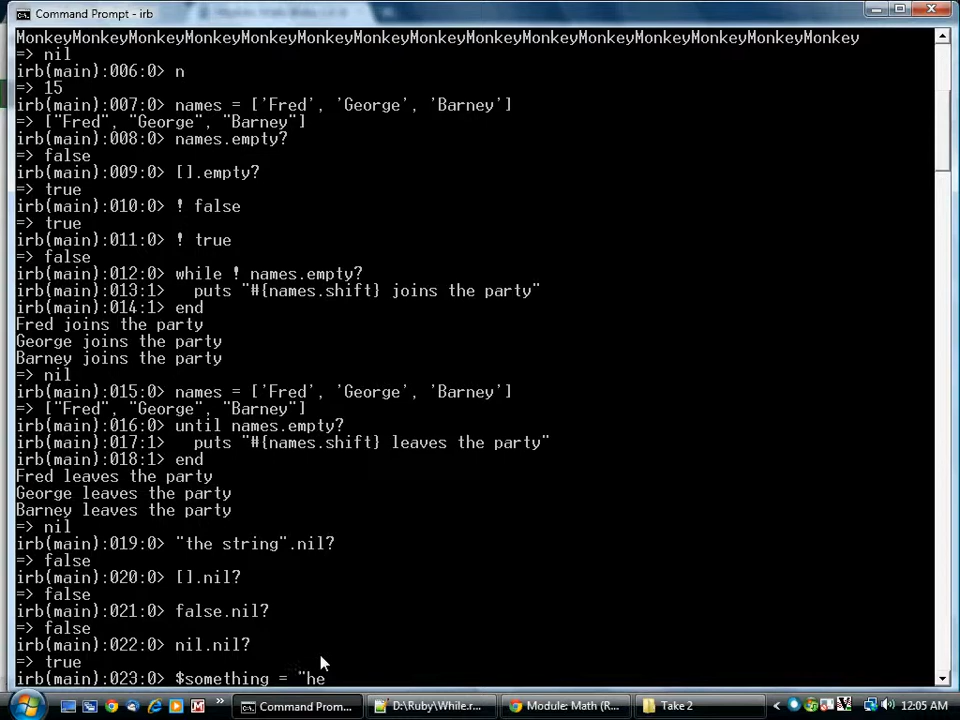 Command Prompt - irb
MonkeyMonkeyMonkeyMonkeyMonkeyMonkeyMonkeyMonkeyMonkeyMonkeyMonkeyMonkeyMonkeyMonkeyMonkey
=> nil
irb(main):006:0> n
=> 15
irb(main):007:0> names = ['Fred', 'George', 'Barney']
=> ["Fred", "George", "Barney"]
irb(main):008:0> names.empty?
=> false
irb(main):009:0> [].empty?
=> true
irb(main):010:0> ! false
=> true
irb(main):011:0> ! true
=> false
irb(main):012:0> while ! names.empty?
irb(main):013:1>   puts "#{names.shift} joins the party"
irb(main):014:1> end
Fred joins the party
George joins the party
Barney joins the party
=> nil
irb(main):015:0> names = ['Fred', 'George', 'Barney']
=> ["Fred", "George", "Barney"]
irb(main):016:0> until names.empty?
irb(main):017:1>   puts "#{names.shift} leaves the party"
irb(main):018:1> end
Fred leaves the party
George leaves the party
Barney leaves the party
=> nil
irb(main):019:0> "the string".nil?
=> false
irb(main):020:0> [].nil?
=> false
irb(main):021:0> false.nil?
=> false
irb(main):022:0> nil.nil?
=> true
irb(main):023:0> $something = "he
Command Prom... D:\Ruby\While.r... Module: Math (R... Take 2 12:05 AM